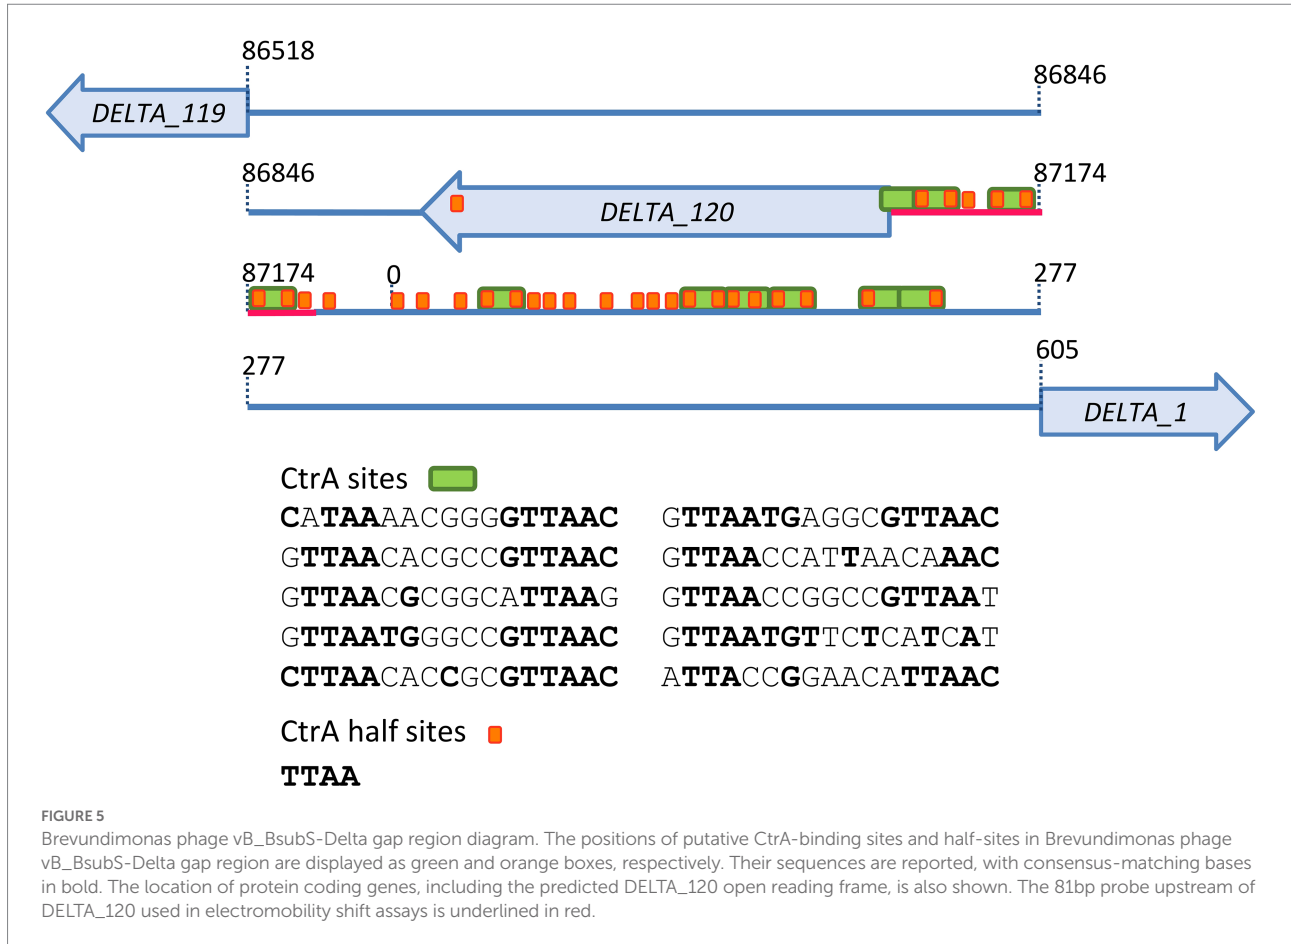 86518
86846
DELTA_119
86846
87174
DELTA_120
87174
0
277
277
605
DELTA_1
CtrA sites
CATAAAACGGGGTTAAC GTTAATGAGGCGTTAAC
GTTAACACGCCGTTAAC GTTAACCATTAACAAAC
GTTAACGCGGCATTAAG GTTAACCGGCCGTTAAT
GTTAATGGGCCGTTAAC GTTAATGTTCTCATCAT
CTTAACACCGCGTTAAC ATTACCGGAACATTAAC
CtrA half sites
TTAA
FIGURE 5
Brevundimonas phage vB_BsubS-Delta gap region diagram. The positions of putative CtrA-binding sites and half-sites in Brevundimonas phage
vB_BsubS-Delta gap region are displayed as green and orange boxes, respectively. Their sequences are reported, with consensus-matching bases
in bold. The location of protein coding genes, including the predicted DELTA_120 open reading frame, is also shown. The 81bp probe upstream of
DELTA_120 used in electromobility shift assays is underlined in red.